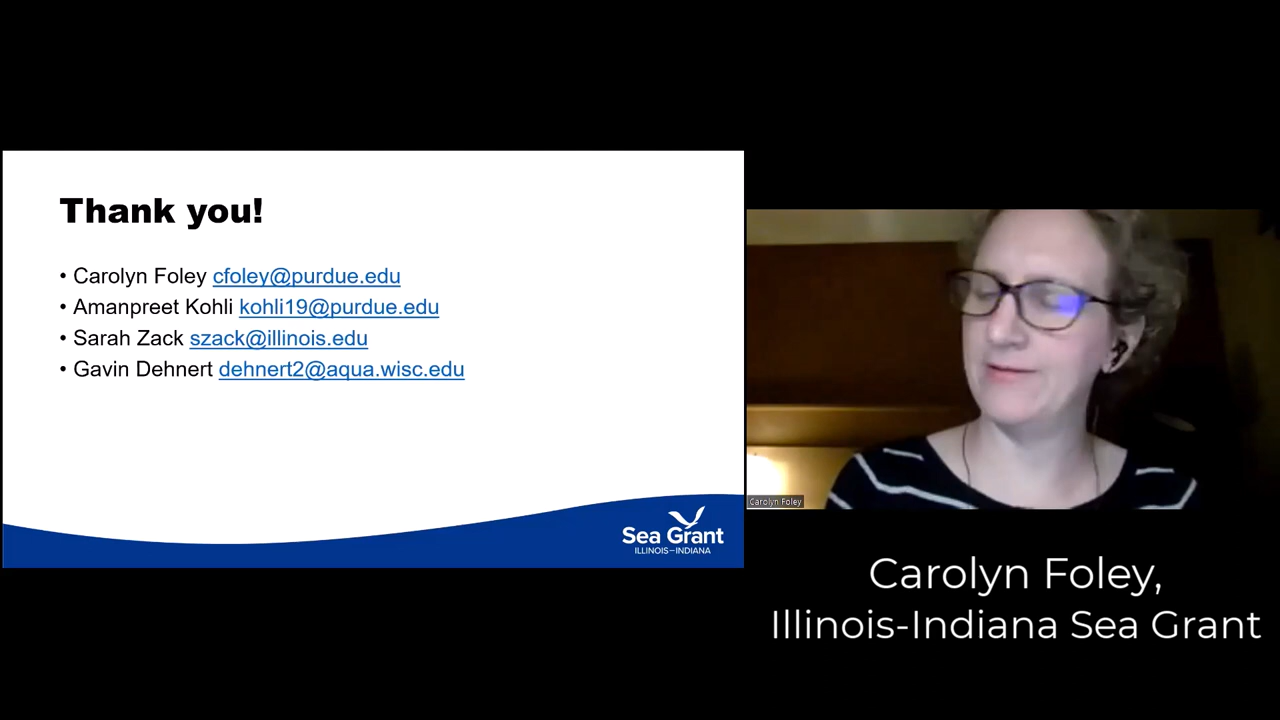 Thank you!
• Carolyn Foley cfoley@purdue.edu
• Amanpreet Kohli kohli19@purdue.edu
• Sarah Zack szack@illinois.edu
• Gavin Dehnert dehnert2@aqua.wisc.edu
Sea Grant
ILLINOIS–INDIANA
Carolyn Foley
Carolyn Foley,
Illinois-Indiana Sea Grant